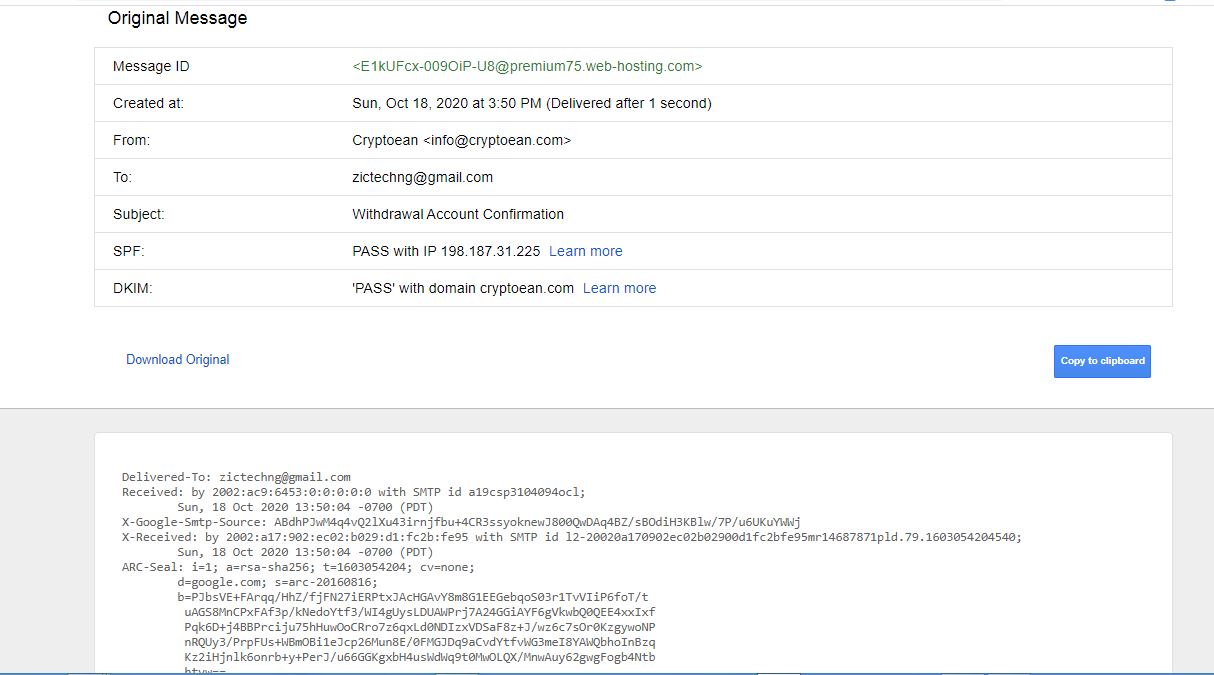 Original Message
Message ID <E1kUFcx-009OiP-U8@premium75.web-hosting.com>
Created at: Sun, Oct 18, 2020 at 3:50 PM (Delivered after 1 second)
From: Cryptoean <info@cryptoean.com>
To: zictechng@gmail.com
Subject: Withdrawal Account Confirmation
SPF: PASS with IP 198.187.31.225 Learn more
DKIM: 'PASS' with domain cryptoean.com Learn more
Download Original
Copy to clipboard
Delivered-To: zictechng@gmail.com
Received: by 2002:ac9:6453:0:0:0:0:0 with SMTP id a19csp3104094ocl;
Sun, 18 Oct 2020 13:50:04 -0700 (PDT)
X-Google-Smtp-Source: ABdhPJwM4q4vQ2lXu43irnjfbu+4CR3ssyoknewJ800QwDAq4BZ/sBOdiH3KBlw/7P/u6UKuYWWj
X-Received: by 2002:a17:902:ec02:b029:d1:fc2b:fe95 with SMTP id l2-20020a170902ec02b02900d1fc2bfe95mr14687871pld.79.1603054204540;
Sun, 18 Oct 2020 13:50:04 -0700 (PDT)
ARC-Seal: i=1; a=rsa-sha256; t=1603054204; cv=none;
d=google.com; s=arc-20160816;
b=PJbsVE+FArqq/HhZ/fjFN27iERPtxJAcHGAvY8m8G1EEGebqoS03r1TvVIiP6foT/t
uAGS8MnCPxFAf3p/kNedoYtf3/WI4gUysLDUAWPrj7A24GGiAYF6gVkwbQ0QEE4xxIxf
Pqk6D+j4BBPrciju75hHuwOoCRro7z6qxLd0NDIzxVDSaF8z+J/wz6c7sOr0KzgywoNP
nRQUy3/PrpFUs+WBmOBi1eJcp26Mun8E/0FMGJDq9aCvdYtfvWG3meI8YAWQbhoInBzq
Kz2iHjnlk6onrb+y+PerJ/u66GGKgxbH4usWdWq9t0MwOLQX/MnwAuy62gwgFogb4Ntb